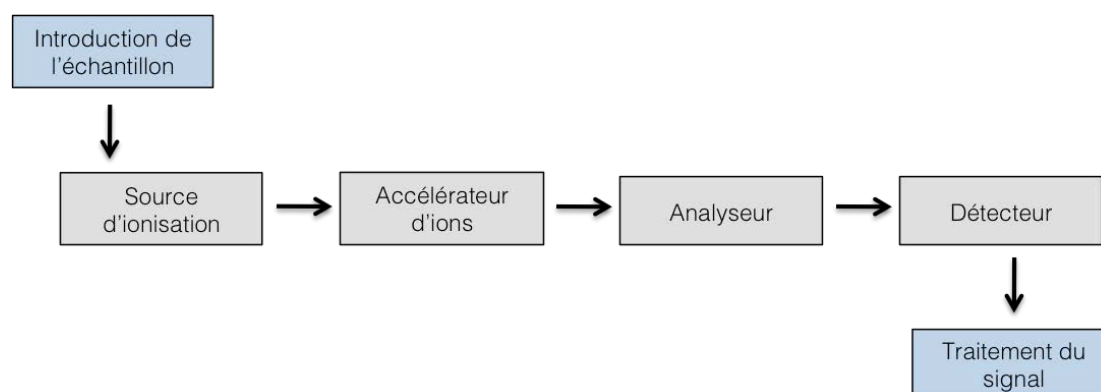 Introduction de
l'échantillon
Source
d'ionisation
Accélérateur
d'ions
Analyseur
Détecteur
Traitement du
signal